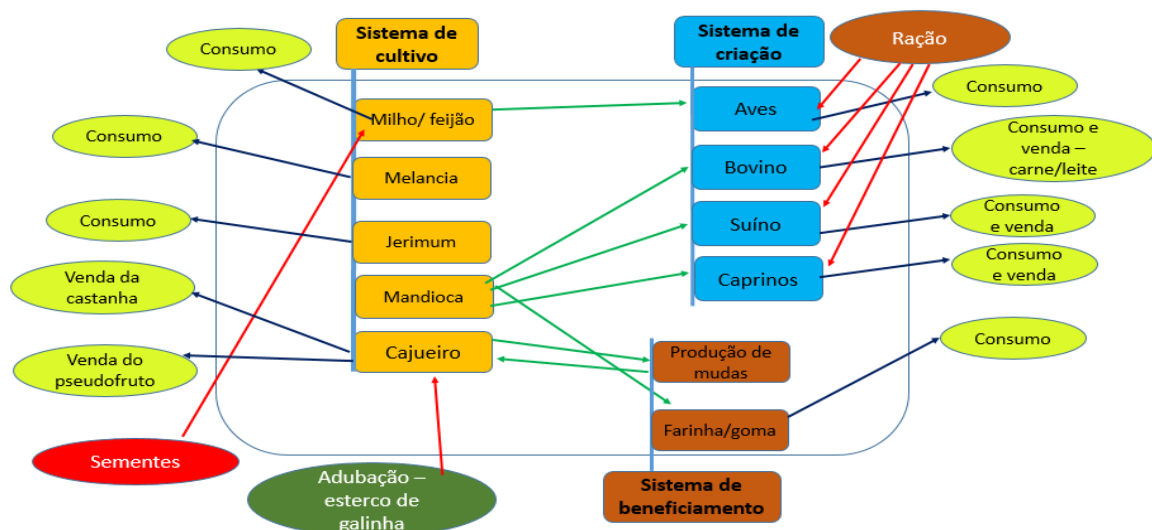 Sistema de
cultivo
Sistema de
criação
Ração
Consumo
Milho/ feijão
Aves
Consumo
Consumo
Melancia
Bovino
Consumo e
venda –
carne/leite
Consumo
Jerimum
Suíno
Consumo
e venda
Venda da
castanha
Mandioca
Caprinos
Consumo
e venda
Venda do
pseudofruto
Cajueiro
Produção de
mudas
Consumo
Farinha/goma
Sementes
Adubação –
esterco de
galinha
Sistema de
beneficiamento